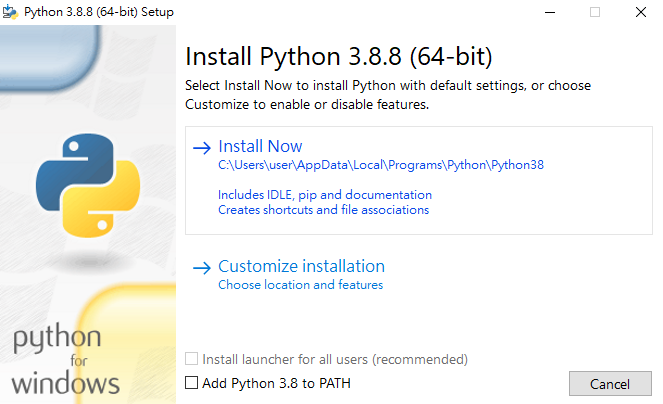 Python 3.8.8 (64-bit) Setup
Install Python 3.8.8 (64-bit)
Select Install Now to install Python with default settings, or choose
Customize to enable or disable features.
Install Now
C:\Users\user\AppData\Local\Programs\Python\Python38
Includes IDLE, pip and documentation
Creates shortcuts and file associations
Customize installation
Choose location and features
python
for
windows
Install launcher for all users (recommended)
Add Python 3.8 to PATH
Cancel